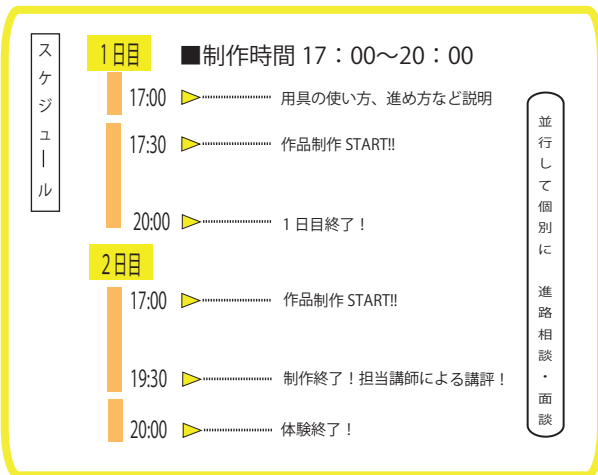 スケジュール
1日目
■制作時間 17：00〜20：00
17:00 用具の使い方、進め方など説明
17:30 作品制作 START!!
20:00 1日目終了！
2日目
17:00 作品制作 START!!
19:30 制作終了！担当講師による講評！
20:00 体験終了！
並行して個別に 進路相談・面談